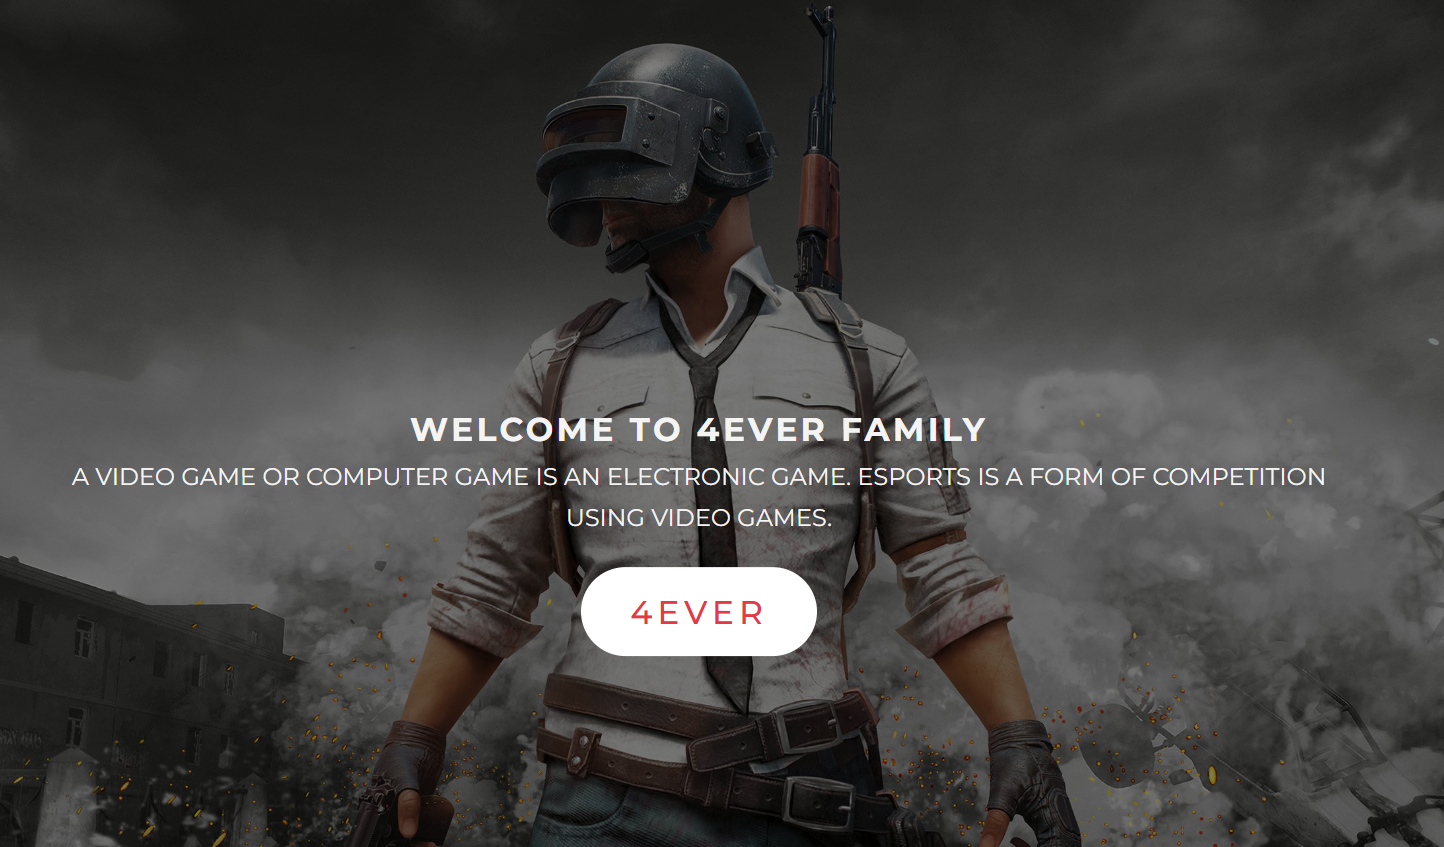 WELCOME TO 4EVER FAMILY
A VIDEO GAME OR COMPUTER GAME IS AN ELECTRONIC GAME. ESPORTS IS A FORM OF COMPETITION
USING VIDEO GAMES.
4EVER